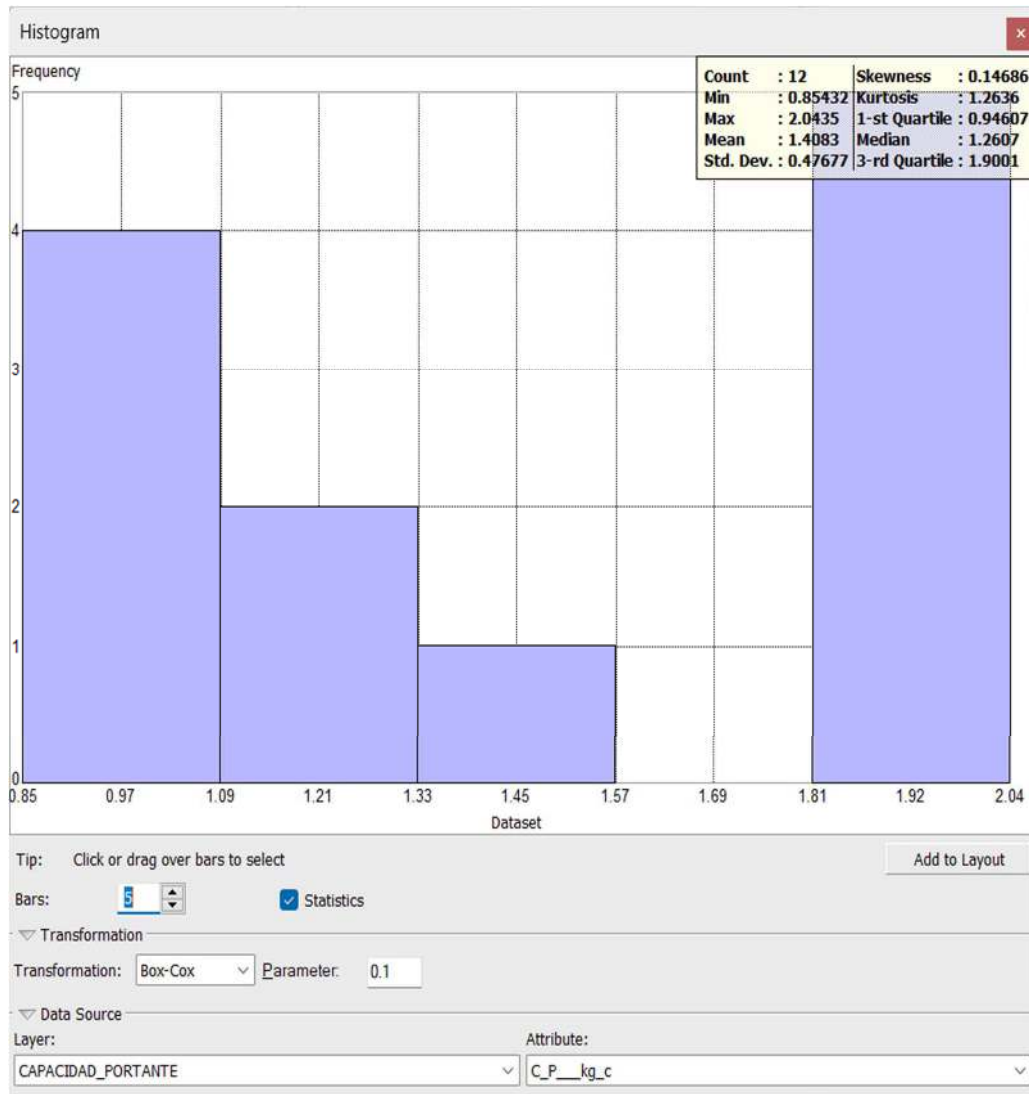 Histogram
×
Frequency
Count : 12 Skewness : 0.14686
Min : 0.85432 Kurtosis : 1.2636
Max : 2.0435 1-st Quartile : 0.94607
Mean : 1.4083 Median : 1.2607
Std. Dev. : 0.47677 3-rd Quartile : 1.9001
5
4
3
2
1
0
0.85 0.97 1.09 1.21 1.33 1.45 1.57 1.69 1.81 1.92 2.04
Dataset
Tip: Click or drag over bars to select Add to Layout
Bars: 5 Statistics
Transformation
Transformation: Box-Cox Parameter: 0.1
Data Source
Layer: Attribute:
CAPACIDAD_PORTANTE C_P___kg_c